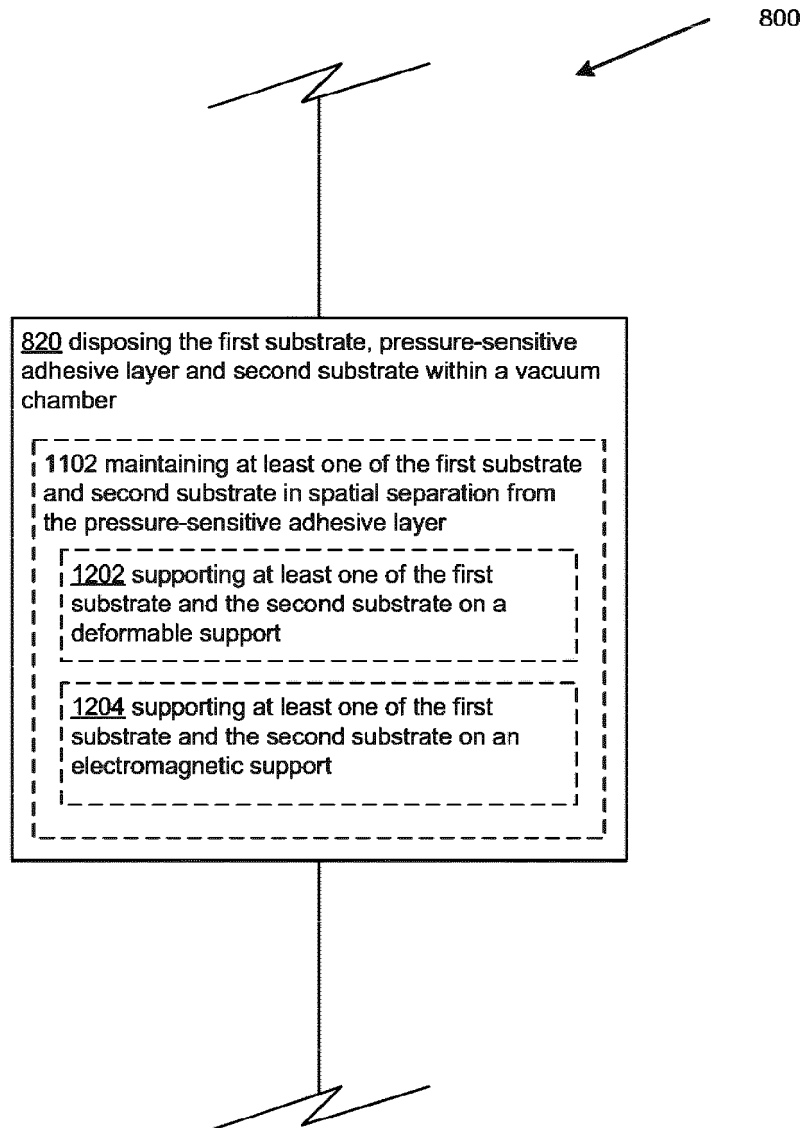 800
820 disposing the first substrate, pressure-sensitive
adhesive layer and second substrate within a vacuum
chamber
1102 maintaining at least one of the first substrate
and second substrate in spatial separation from
the pressure-sensitive adhesive layer
1202 supporting at least one of the first
substrate and the second substrate on a
deformable support
1204 supporting at least one of the first
substrate and the second substrate on an
electromagnetic support